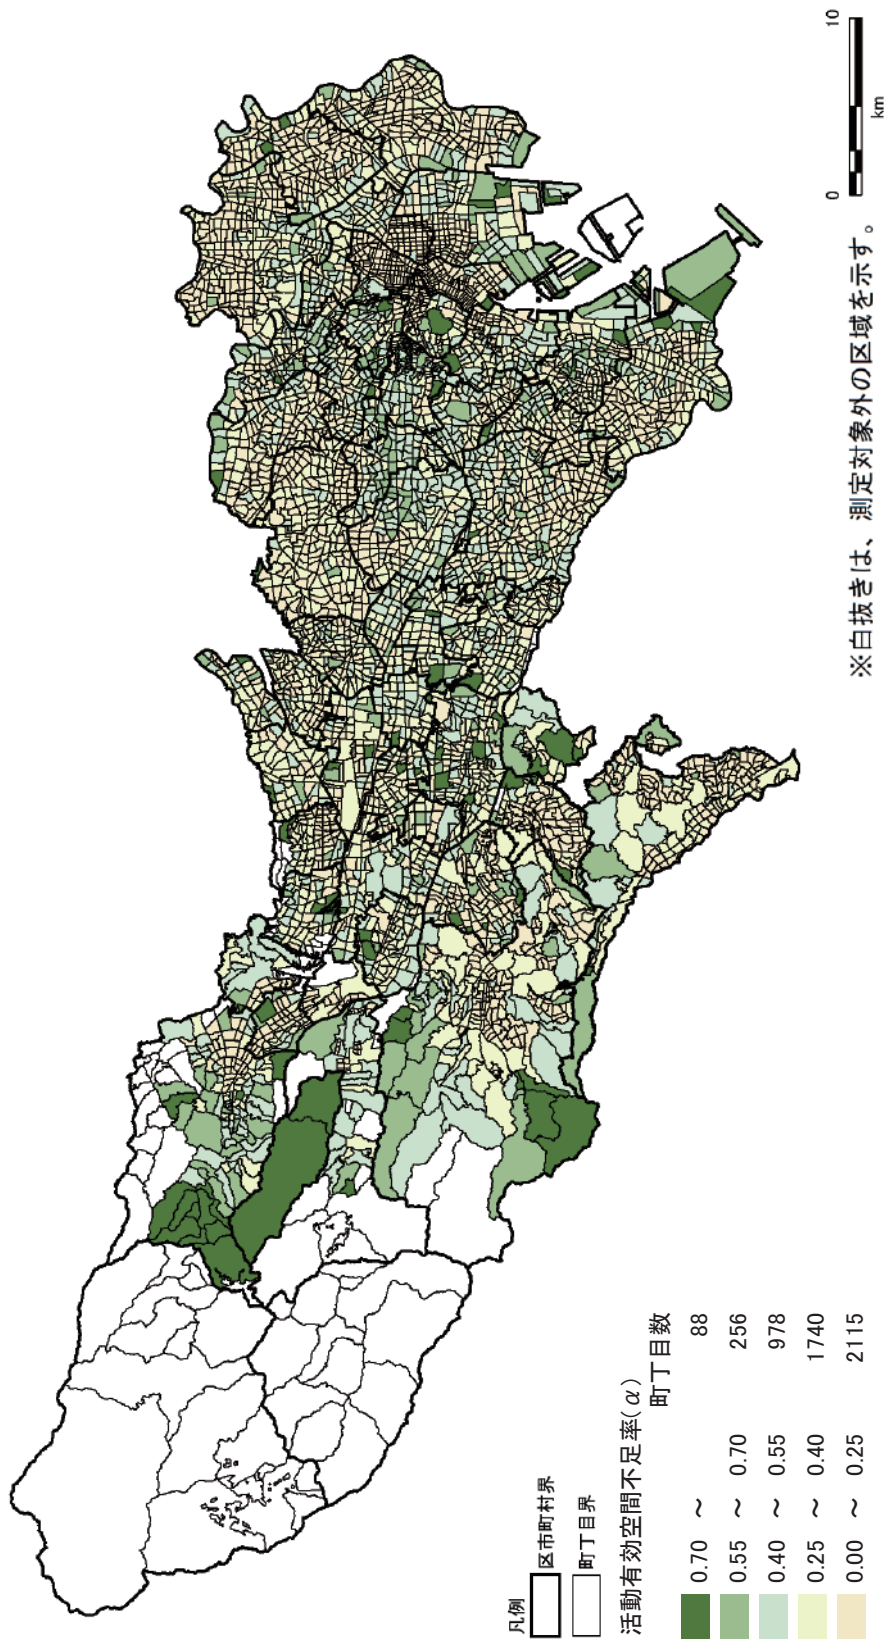 凡例
区市町村界
町丁目界
活動有効空間不足率(α)
町丁目数
0.70 ～ 88
0.55 ～ 0.70 256
0.40 ～ 0.55 978
0.25 ～ 0.40 1740
0.00 ～ 0.25 2115
0 10
km
※白抜きは、測定対象外の区域を示す。